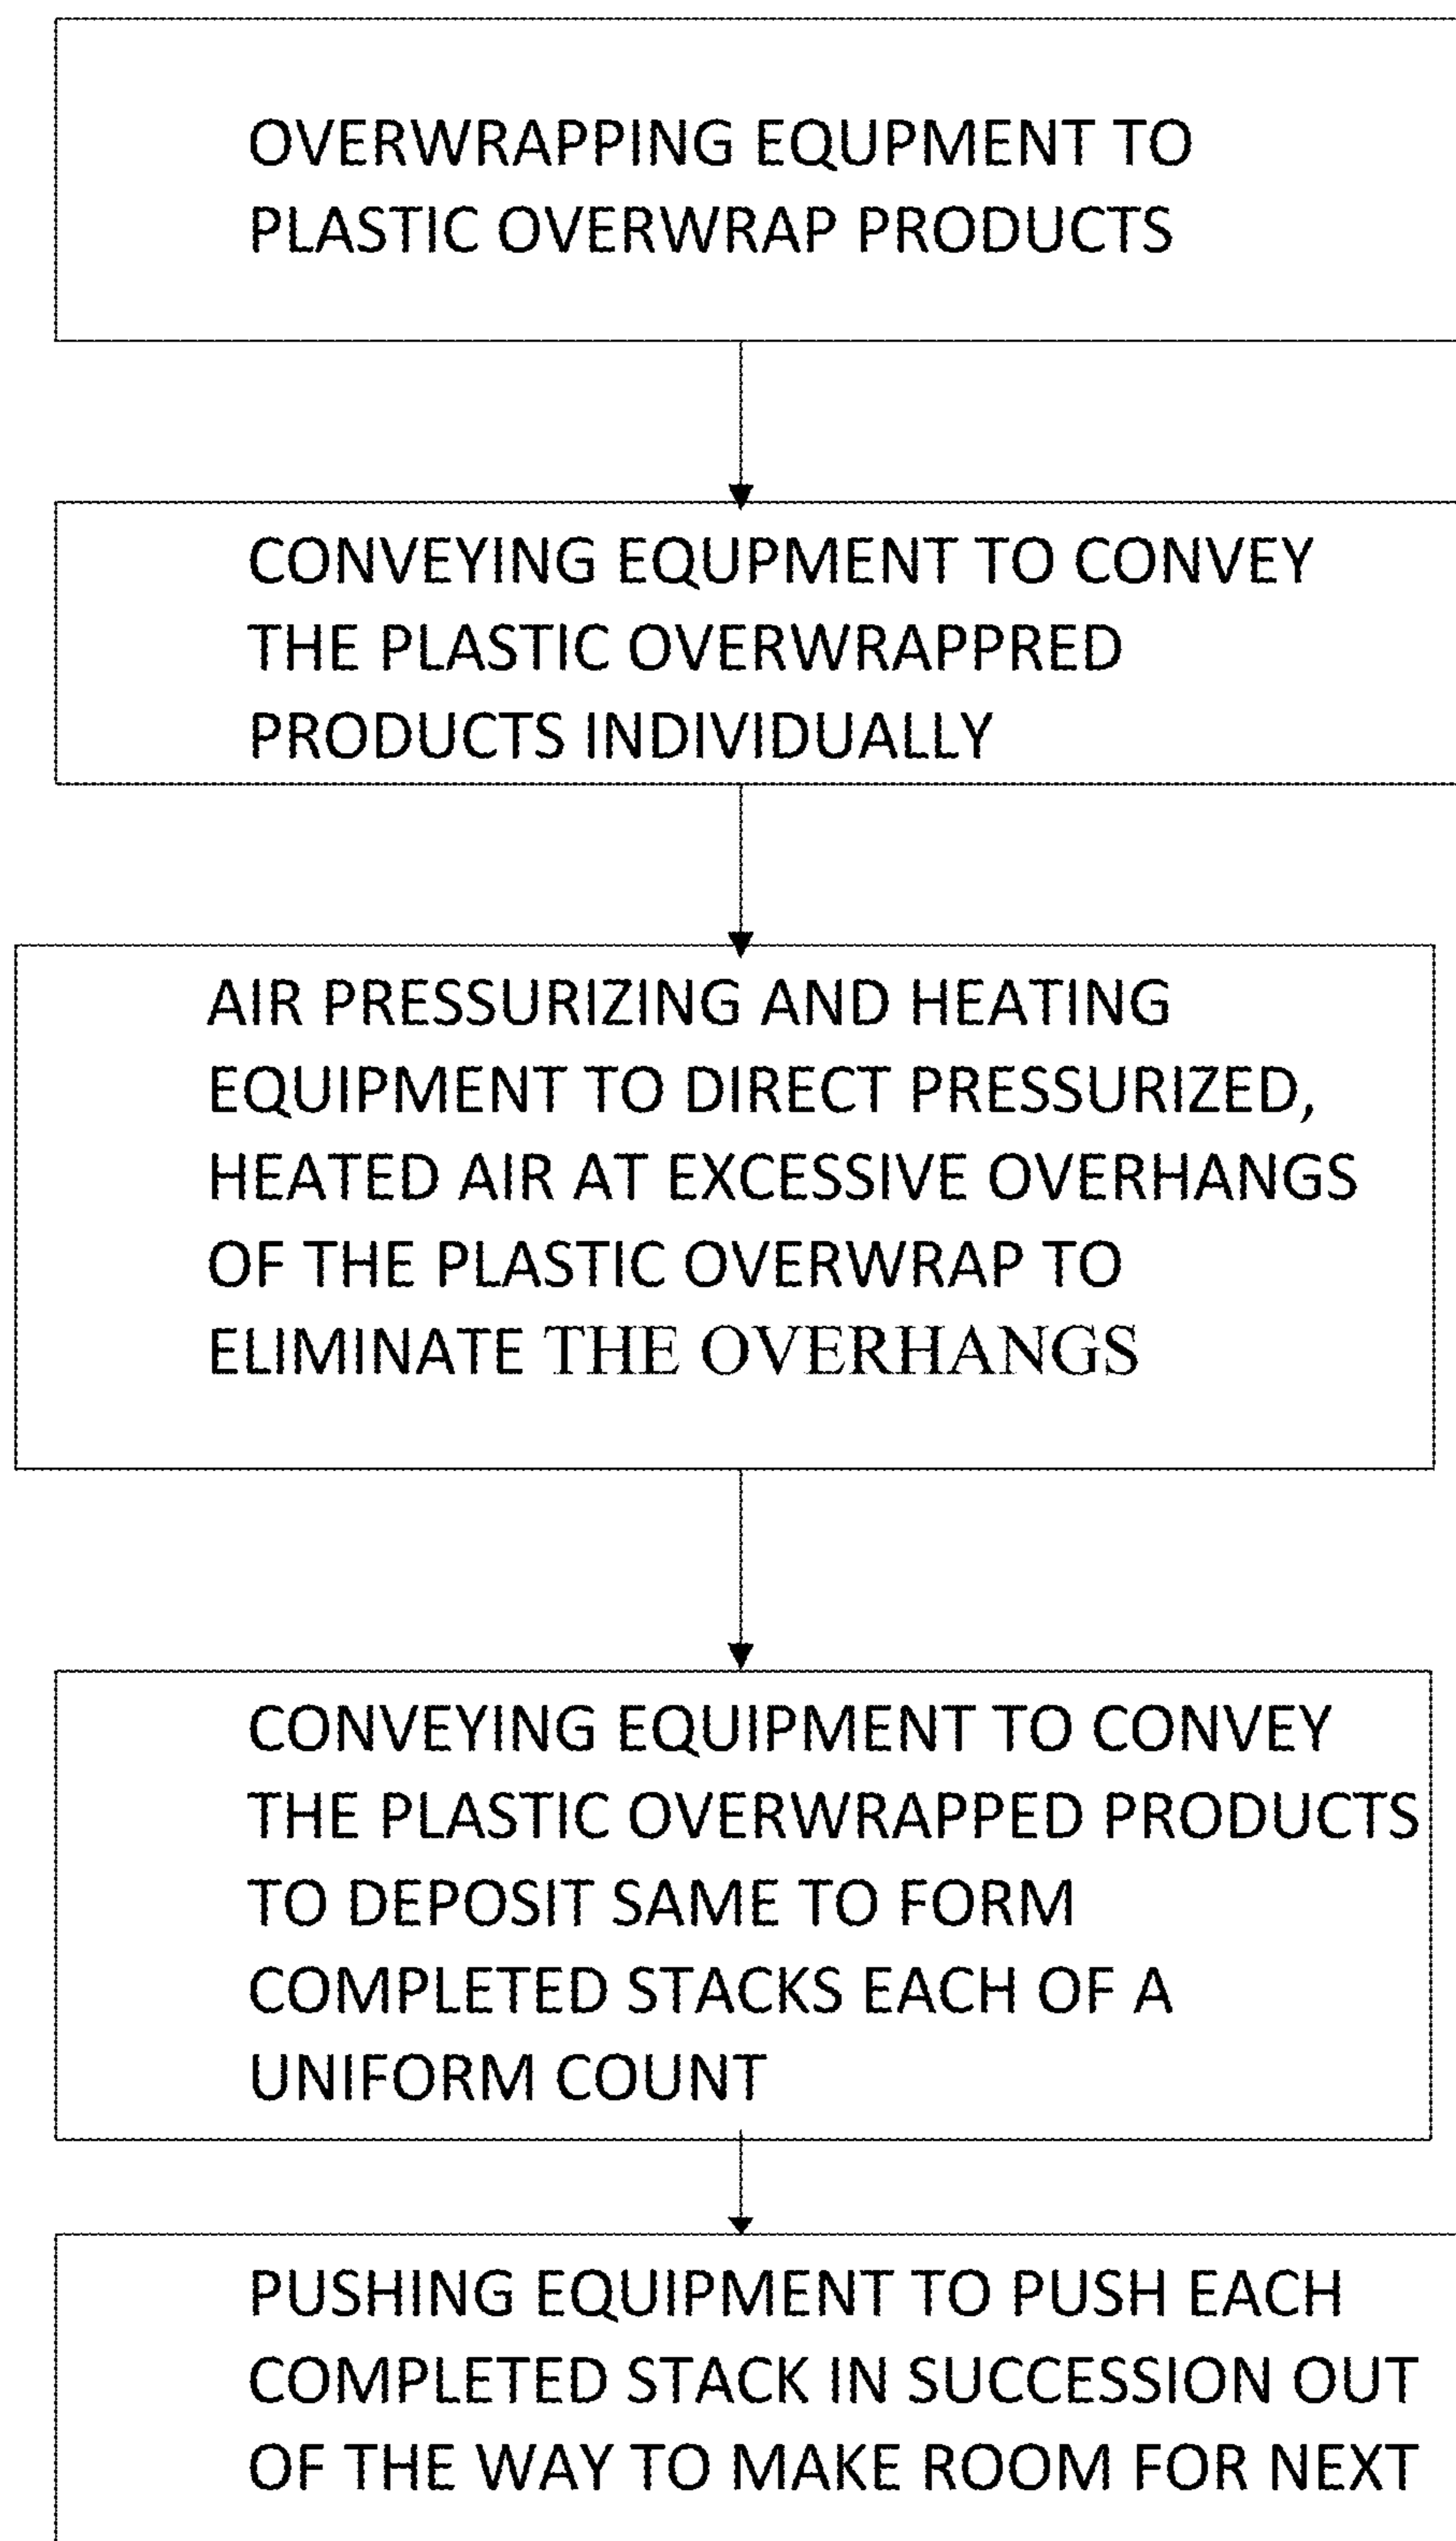 OVERWRAPPING EQUPMENT TO
PLASTIC OVERWRAP PRODUCTS
CONVEYING EQUPMENT TO CONVEY
THE PLASTIC OVERWRAPPRED
PRODUCTS INDIVIDUALLY
AIR PRESSURIZING AND HEATING
EQUIPMENT TO DIRECT PRESSURIZED,
HEATED AIR AT EXCESSIVE OVERHANGS
OF THE PLASTIC OVERWRAP TO
ELIMINATE THE OVERHANGS
CONVEYING EQUIPMENT TO CONVEY
THE PLASTIC OVERWRAPPED PRODUCTS
TO DEPOSIT SAME TO FORM
COMPLETED STACKS EACH OF A
UNIFORM COUNT
PUSHING EQUIPMENT TO PUSH EACH
COMPLETED STACK IN SUCCESSION OUT
OF THE WAY TO MAKE ROOM FOR NEXT